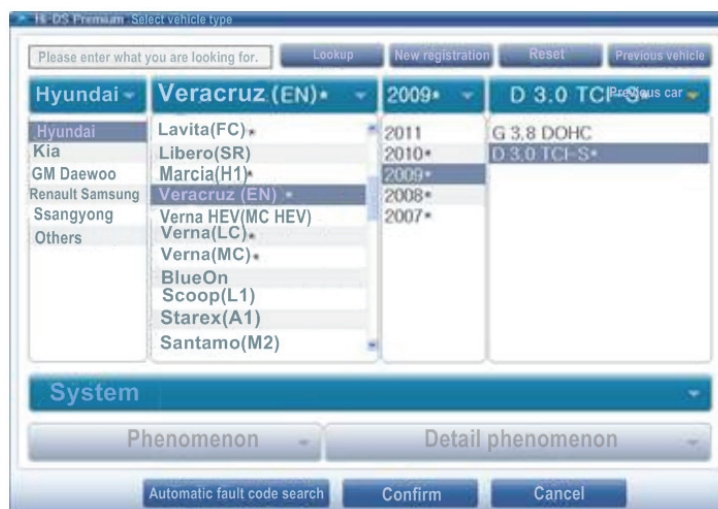 Hi-DS Premium Select vehicle type
Please enter what you are looking for. Lookup New registration Reset Previous vehicle
Hyundai Veracruz (EN)* 2009* D 3.0 TCI-S* Previous car
Hyundai
Kia
GM Daewoo
Renault Samsung
Ssangyong
Others
Lavita(FC)*
Libero(SR)
Marcia(H1)*
Veracruz (EN) *
Verna HEV(MC HEV)
Verna(LC)*
Verna(MC)*
BlueOn
Scoop(L1)
Starex(A1)
Santamo(M2)
2011
2010*
2009*
2008*
2007*
G 3,8 DOHC
D 3,0 TCI-S*
System
Phenomenon Detail phenomenon
Automatic fault code search Confirm Cancel